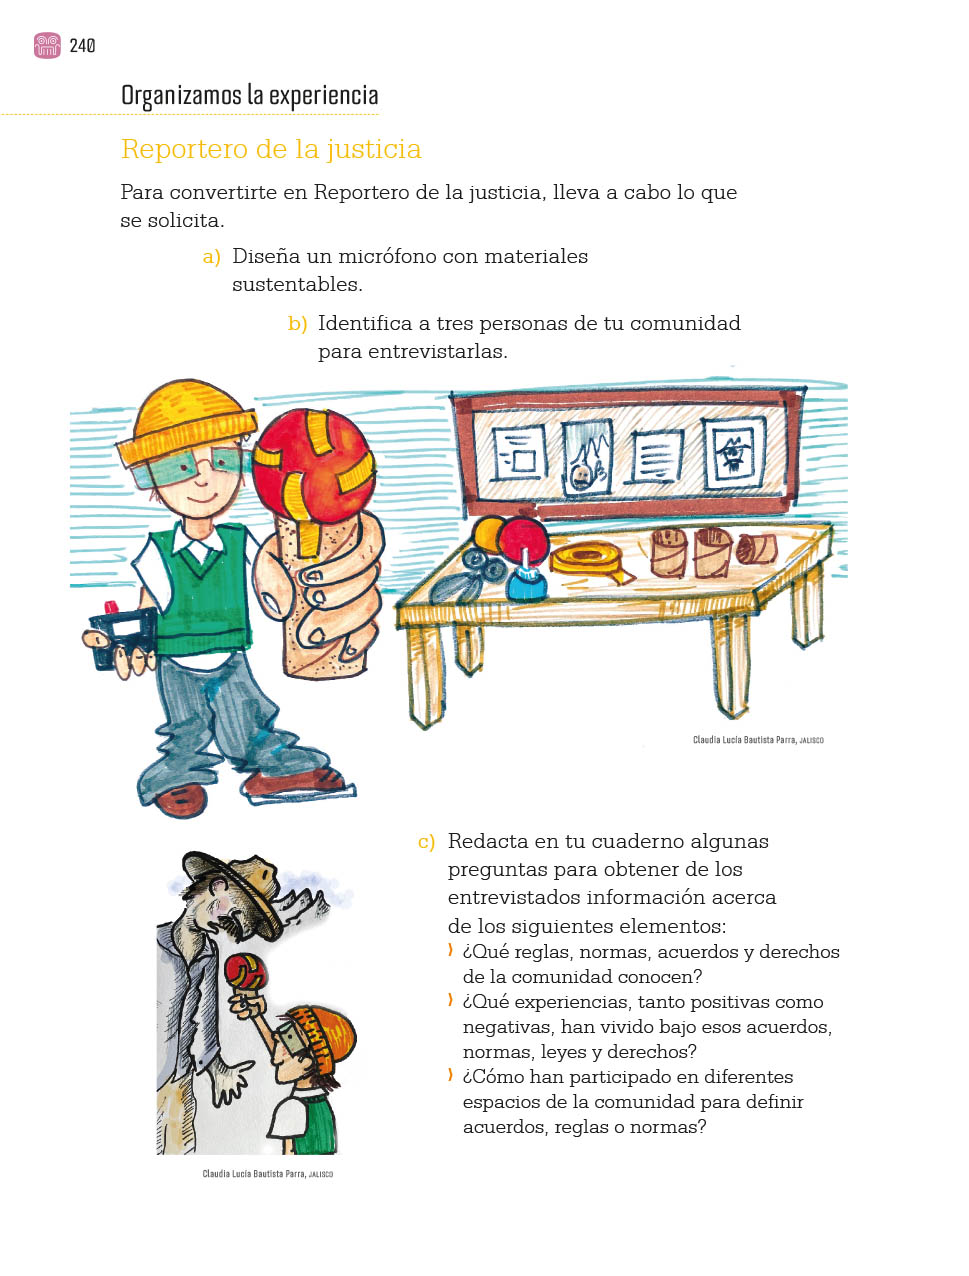 240
Organizamos la experiencia
Reportero de la justicia
Para convertirte en Reportero de la justicia, lleva a cabo lo que
se solicita.
a) Diseña un micrófono con materiales
sustentables.
b) Identifica a tres personas de tu comunidad
para entrevistarlas.
Claudia Lucía Bautista Parra, JALISCO
c) Redacta en tu cuaderno algunas
preguntas para obtener de los
entrevistados información acerca
de los siguientes elementos:
¿Qué reglas, normas, acuerdos y derechos
de la comunidad conocen?
¿Qué experiencias, tanto positivas como
negativas, han vivido bajo esos acuerdos,
normas, leyes y derechos?
¿Cómo han participado en diferentes
espacios de la comunidad para definir
acuerdos, reglas o normas?
Claudia Lucía Bautista Parra, JALISCO